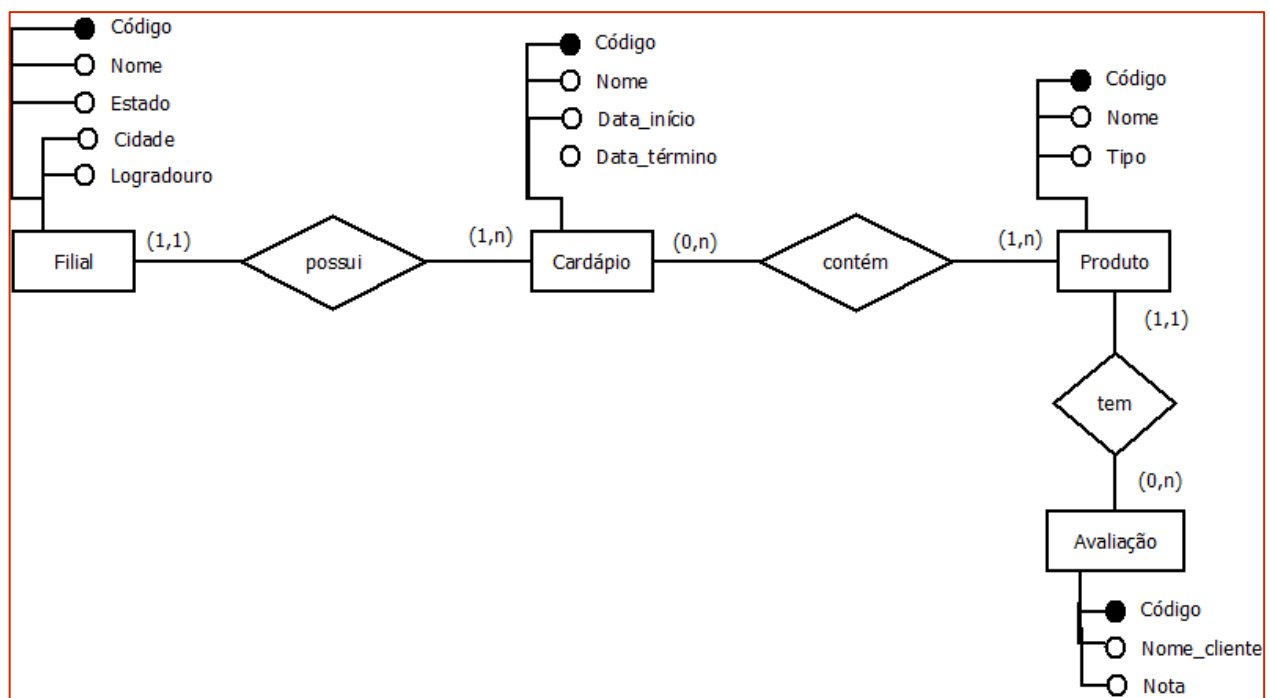 Código
Nome
Estado
Cidade
Logradouro
Código
Nome
Data_início
Data_término
Código
Nome
Tipo
Filial
(1,1)
possui
(1,n)
Cardápio
(0,n)
contém
(1,n)
Produto
(1,1)
tem
(0,n)
Avaliação
Código
Nome_cliente
Nota